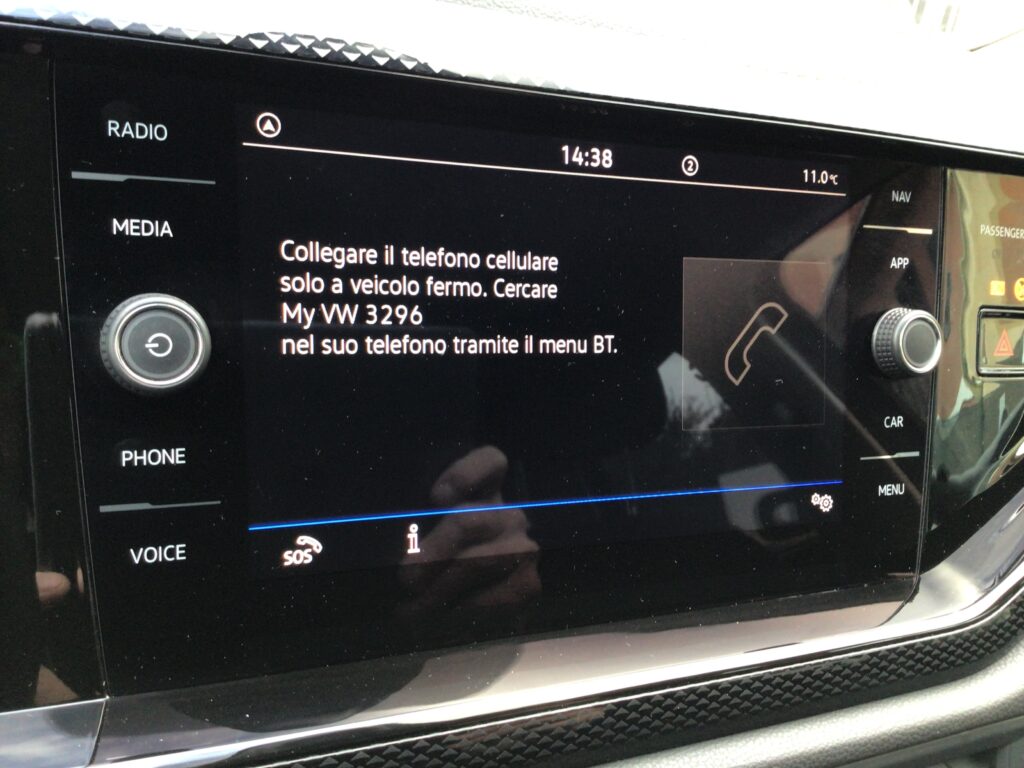 RADIO
MEDIA
PHONE
VOICE
14:38
2
11.0°C
Collegare il telefono cellulare
solo a veicolo fermo. Cercare
My VW 3296
nel suo telefono tramite il menu BT.
SOS
i
NAV
APP
CAR
MENU
PASSENGER